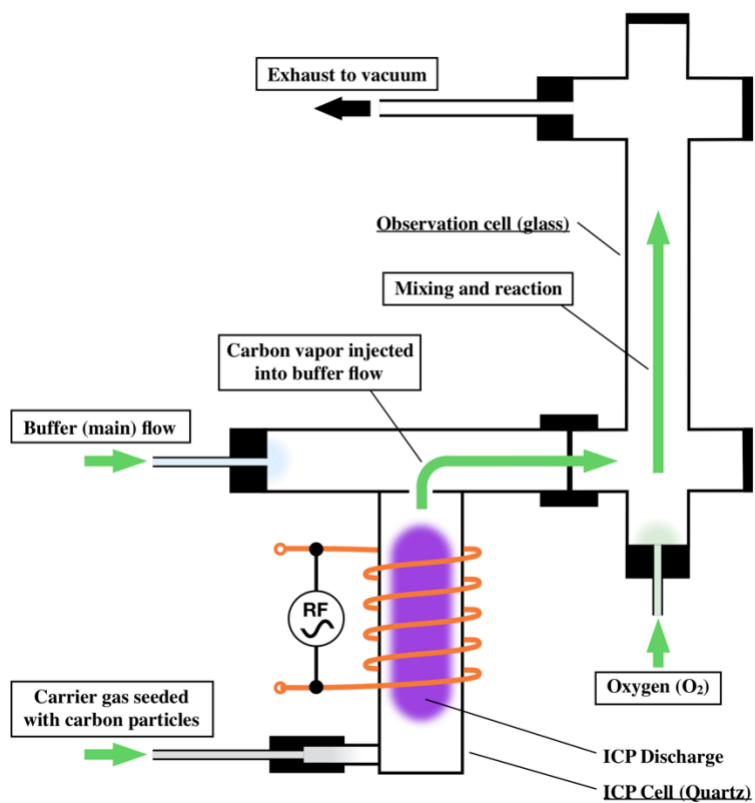 Exhaust to vacuum
Observation cell (glass)
Mixing and reaction
Carbon vapor injected
into buffer flow
Buffer (main) flow
RF
Oxygen (O₂)
Carrier gas seeded
with carbon particles
ICP Discharge
ICP Cell (Quartz)